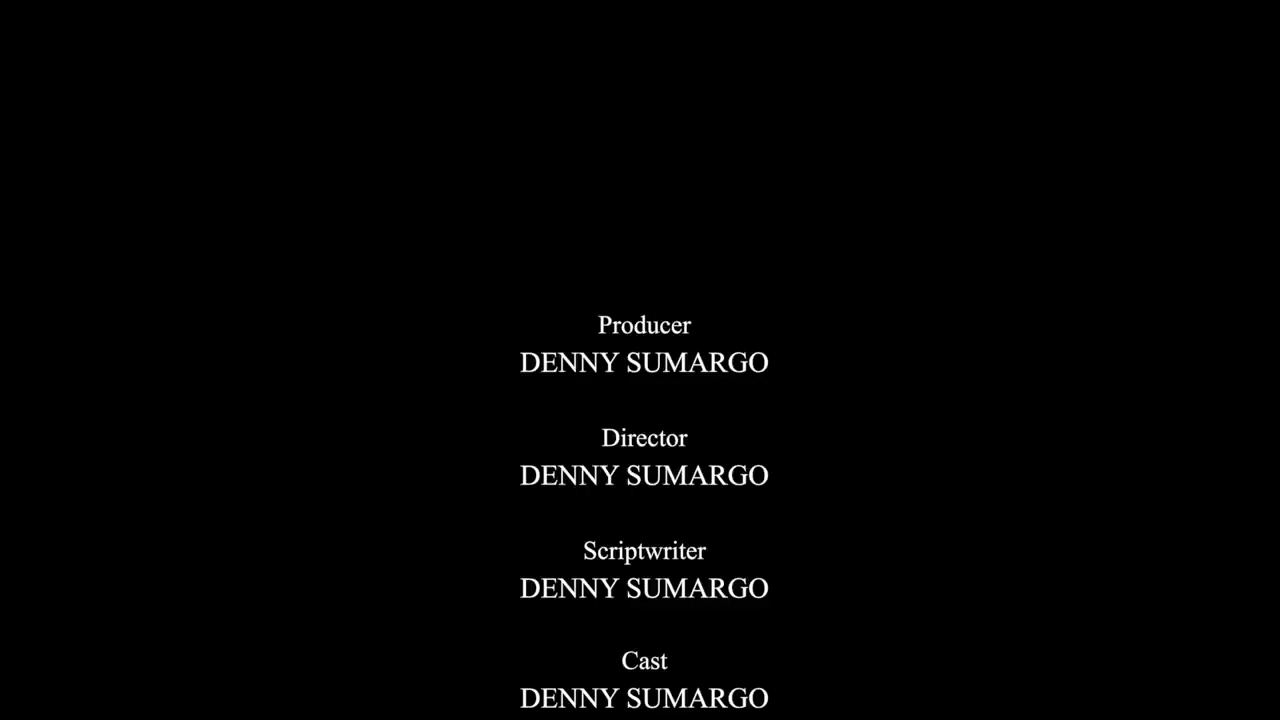 Producer
DENNY SUMARGO
Director
DENNY SUMARGO
Scriptwriter
DENNY SUMARGO
Cast
DENNY SUMARGO